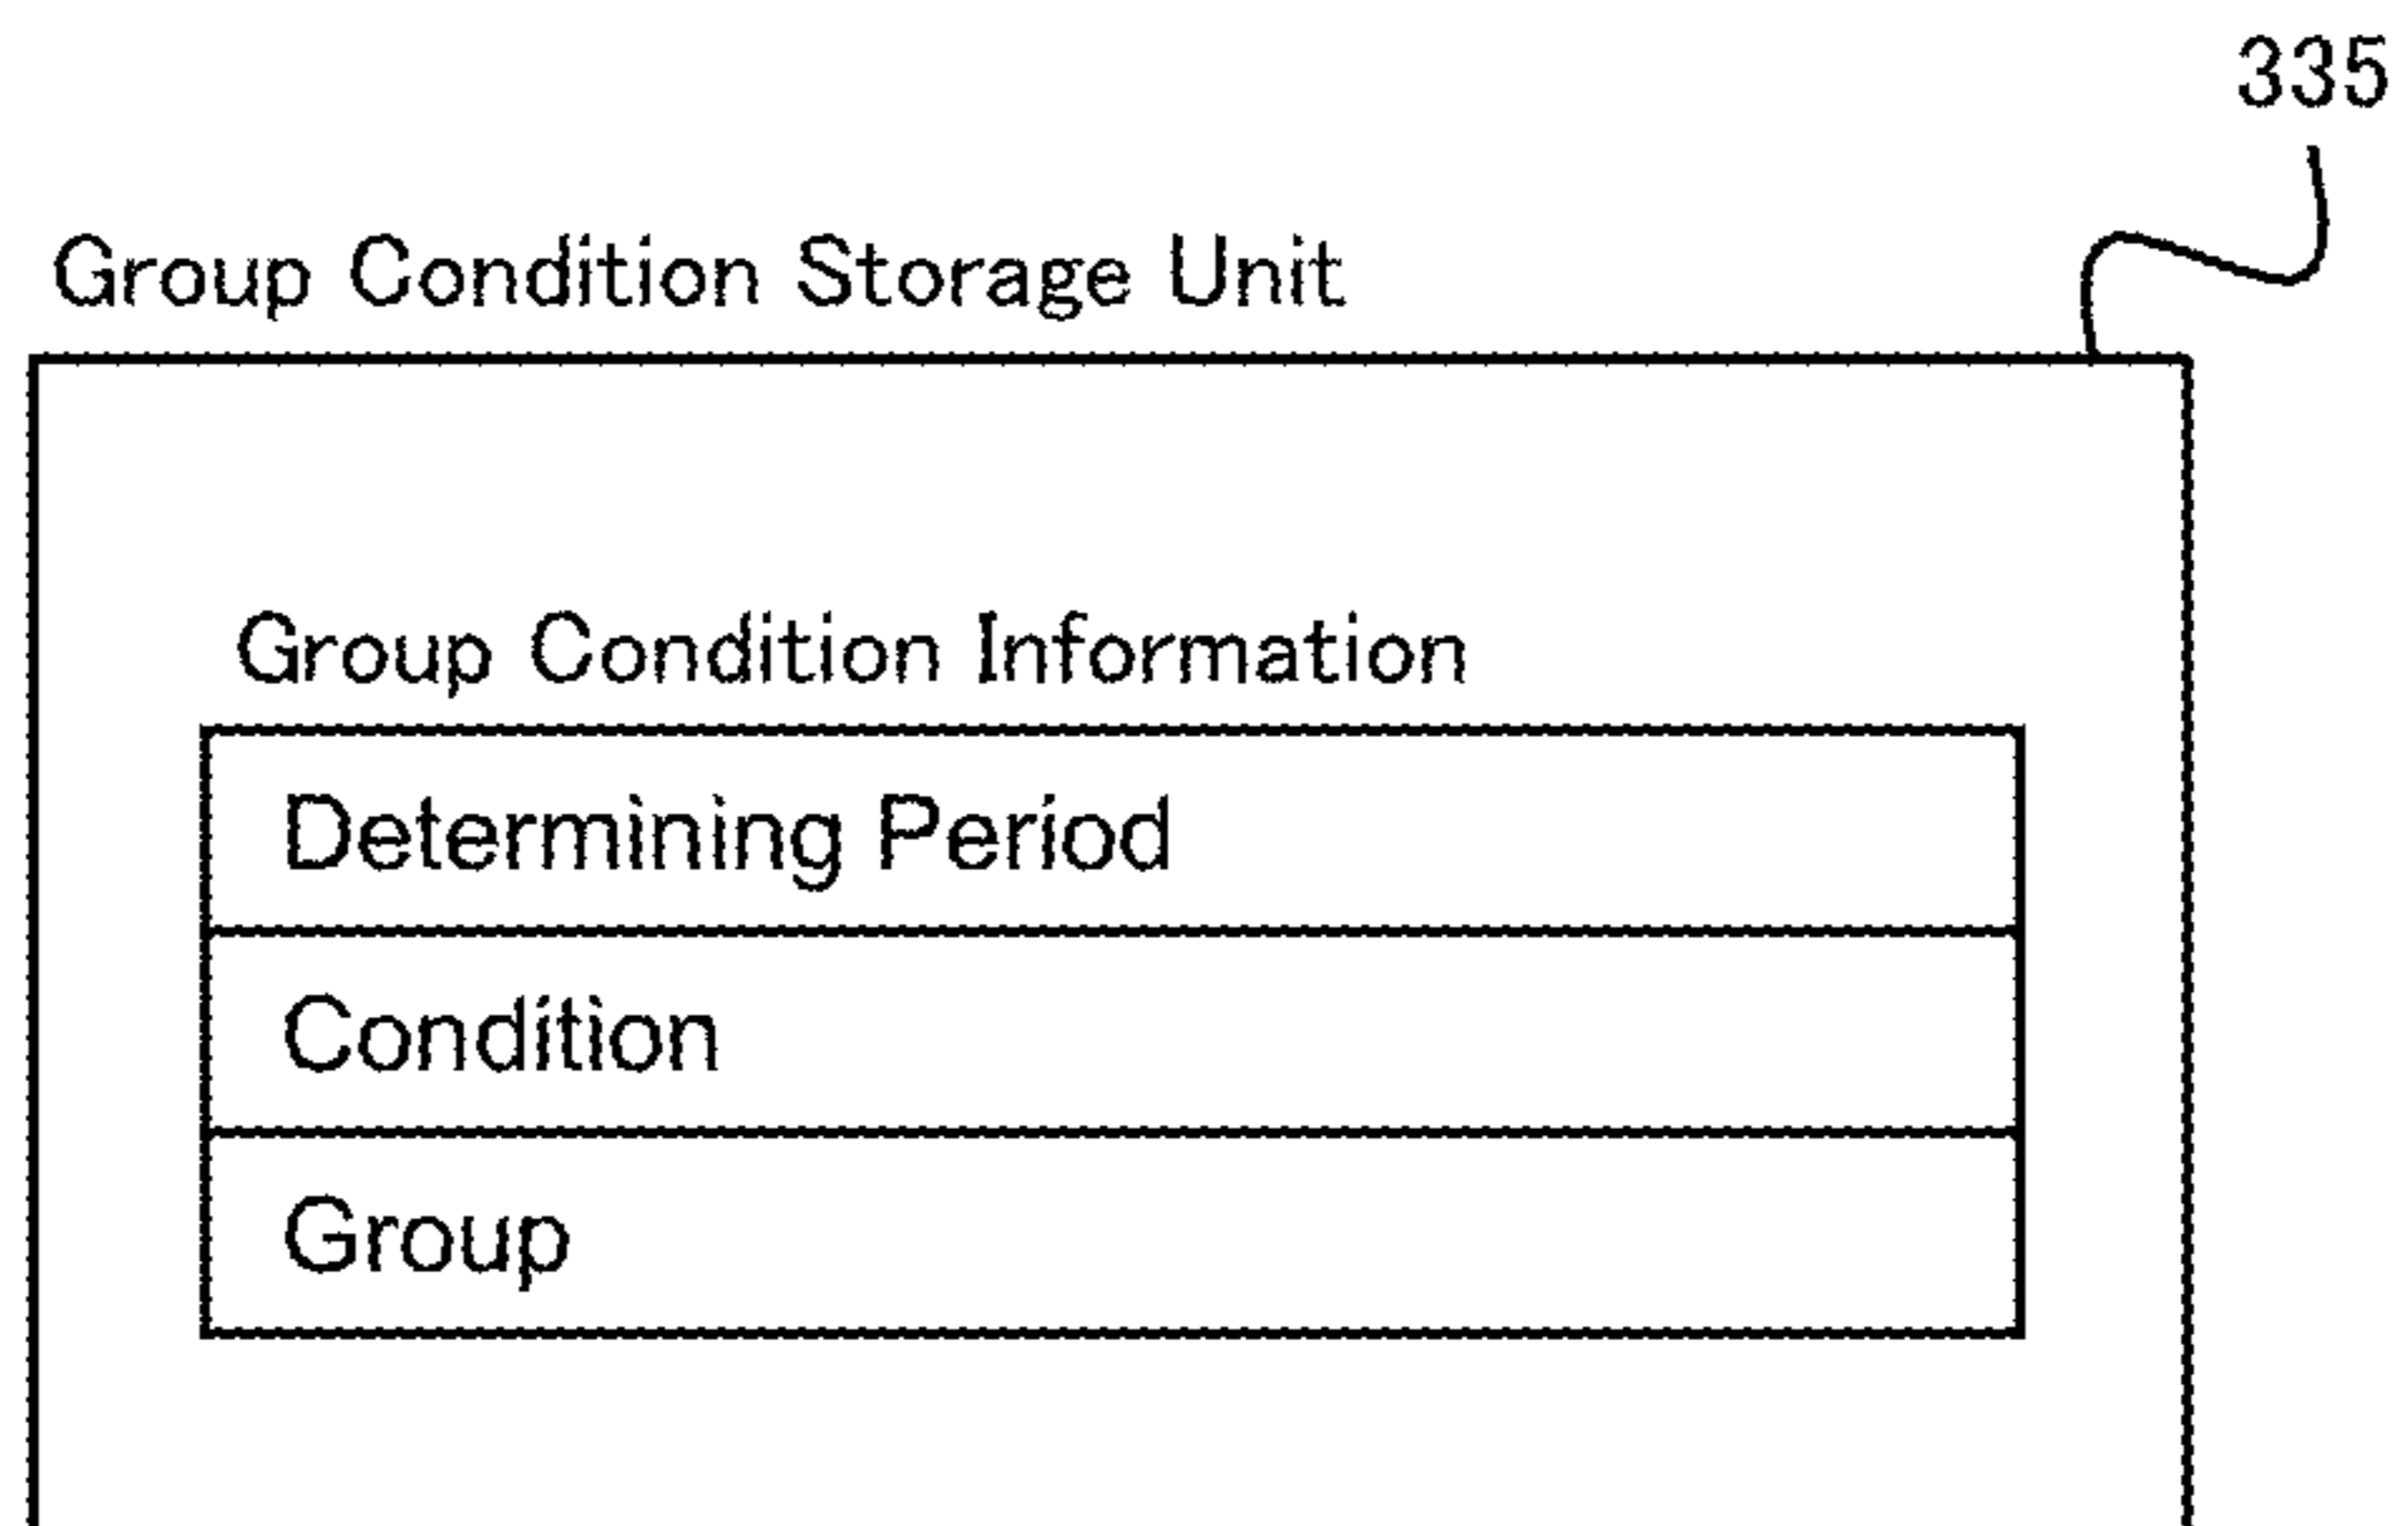 335
Group Condition Storage Unit
Group Condition Information
Determining Period
Condition
Group